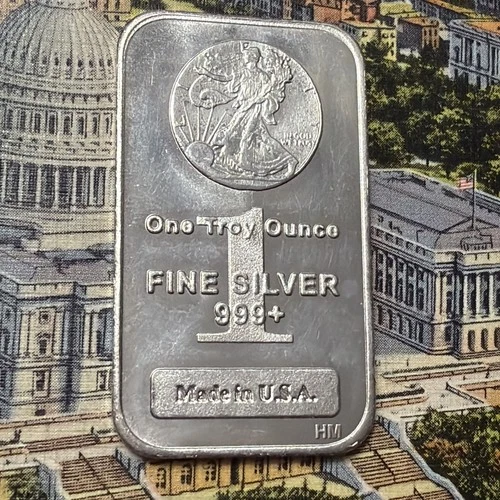 One Troy Ounce
1
FINE SILVER
999+
Made in U.S.A.
HM